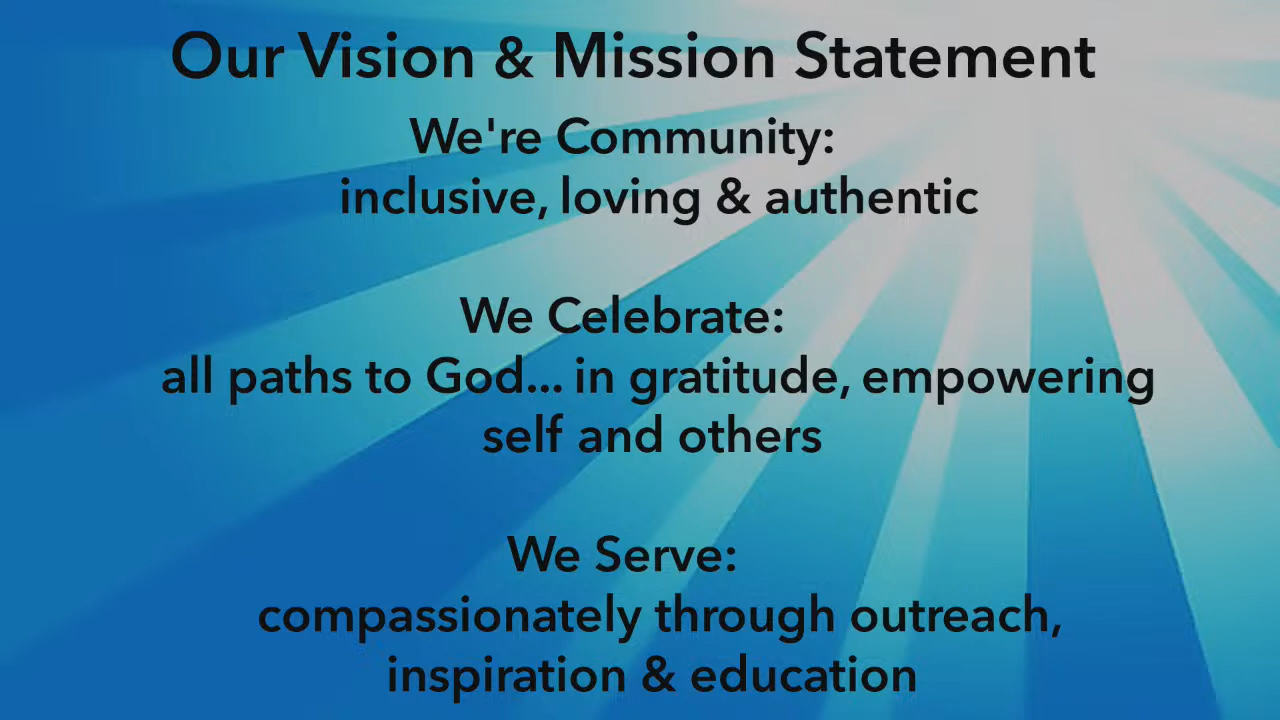 Our Vision & Mission Statement
We're Community:
inclusive, loving & authentic
We Celebrate:
all paths to God... in gratitude, empowering
self and others
We Serve:
compassionately through outreach,
inspiration & education